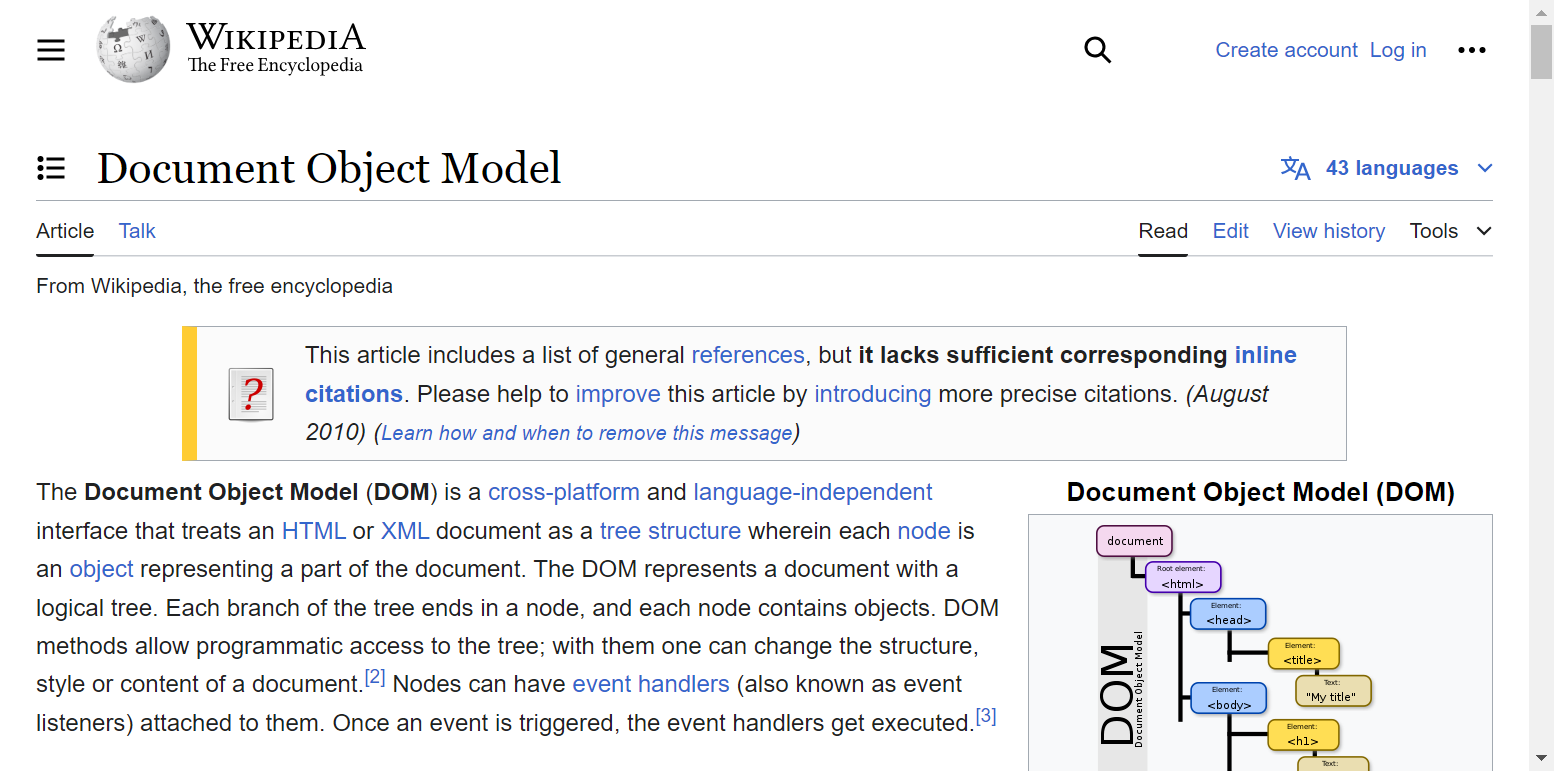 WIKIPEDIA
The Free Encyclopedia
Create account Log in
Document Object Model
43 languages
Article Talk
Read Edit View history Tools
From Wikipedia, the free encyclopedia
This article includes a list of general references, but it lacks sufficient corresponding inline
citations. Please help to improve this article by introducing more precise citations. (August
2010) (Learn how and when to remove this message)
The Document Object Model (DOM) is a cross-platform and language-independent
interface that treats an HTML or XML document as a tree structure wherein each node is
an object representing a part of the document. The DOM represents a document with a
logical tree. Each branch of the tree ends in a node, and each node contains objects. DOM
methods allow programmatic access to the tree; with them one can change the structure,
style or content of a document.[2] Nodes can have event handlers (also known as event
listeners) attached to them. Once an event is triggered, the event handlers get executed.[3]
Document Object Model (DOM)
document
Root element:
<html>
Element:
<head>
Element:
<title>
Text:
"My title"
Element:
<body>
Element:
<h1>
Text:
DOM
Document Object Model